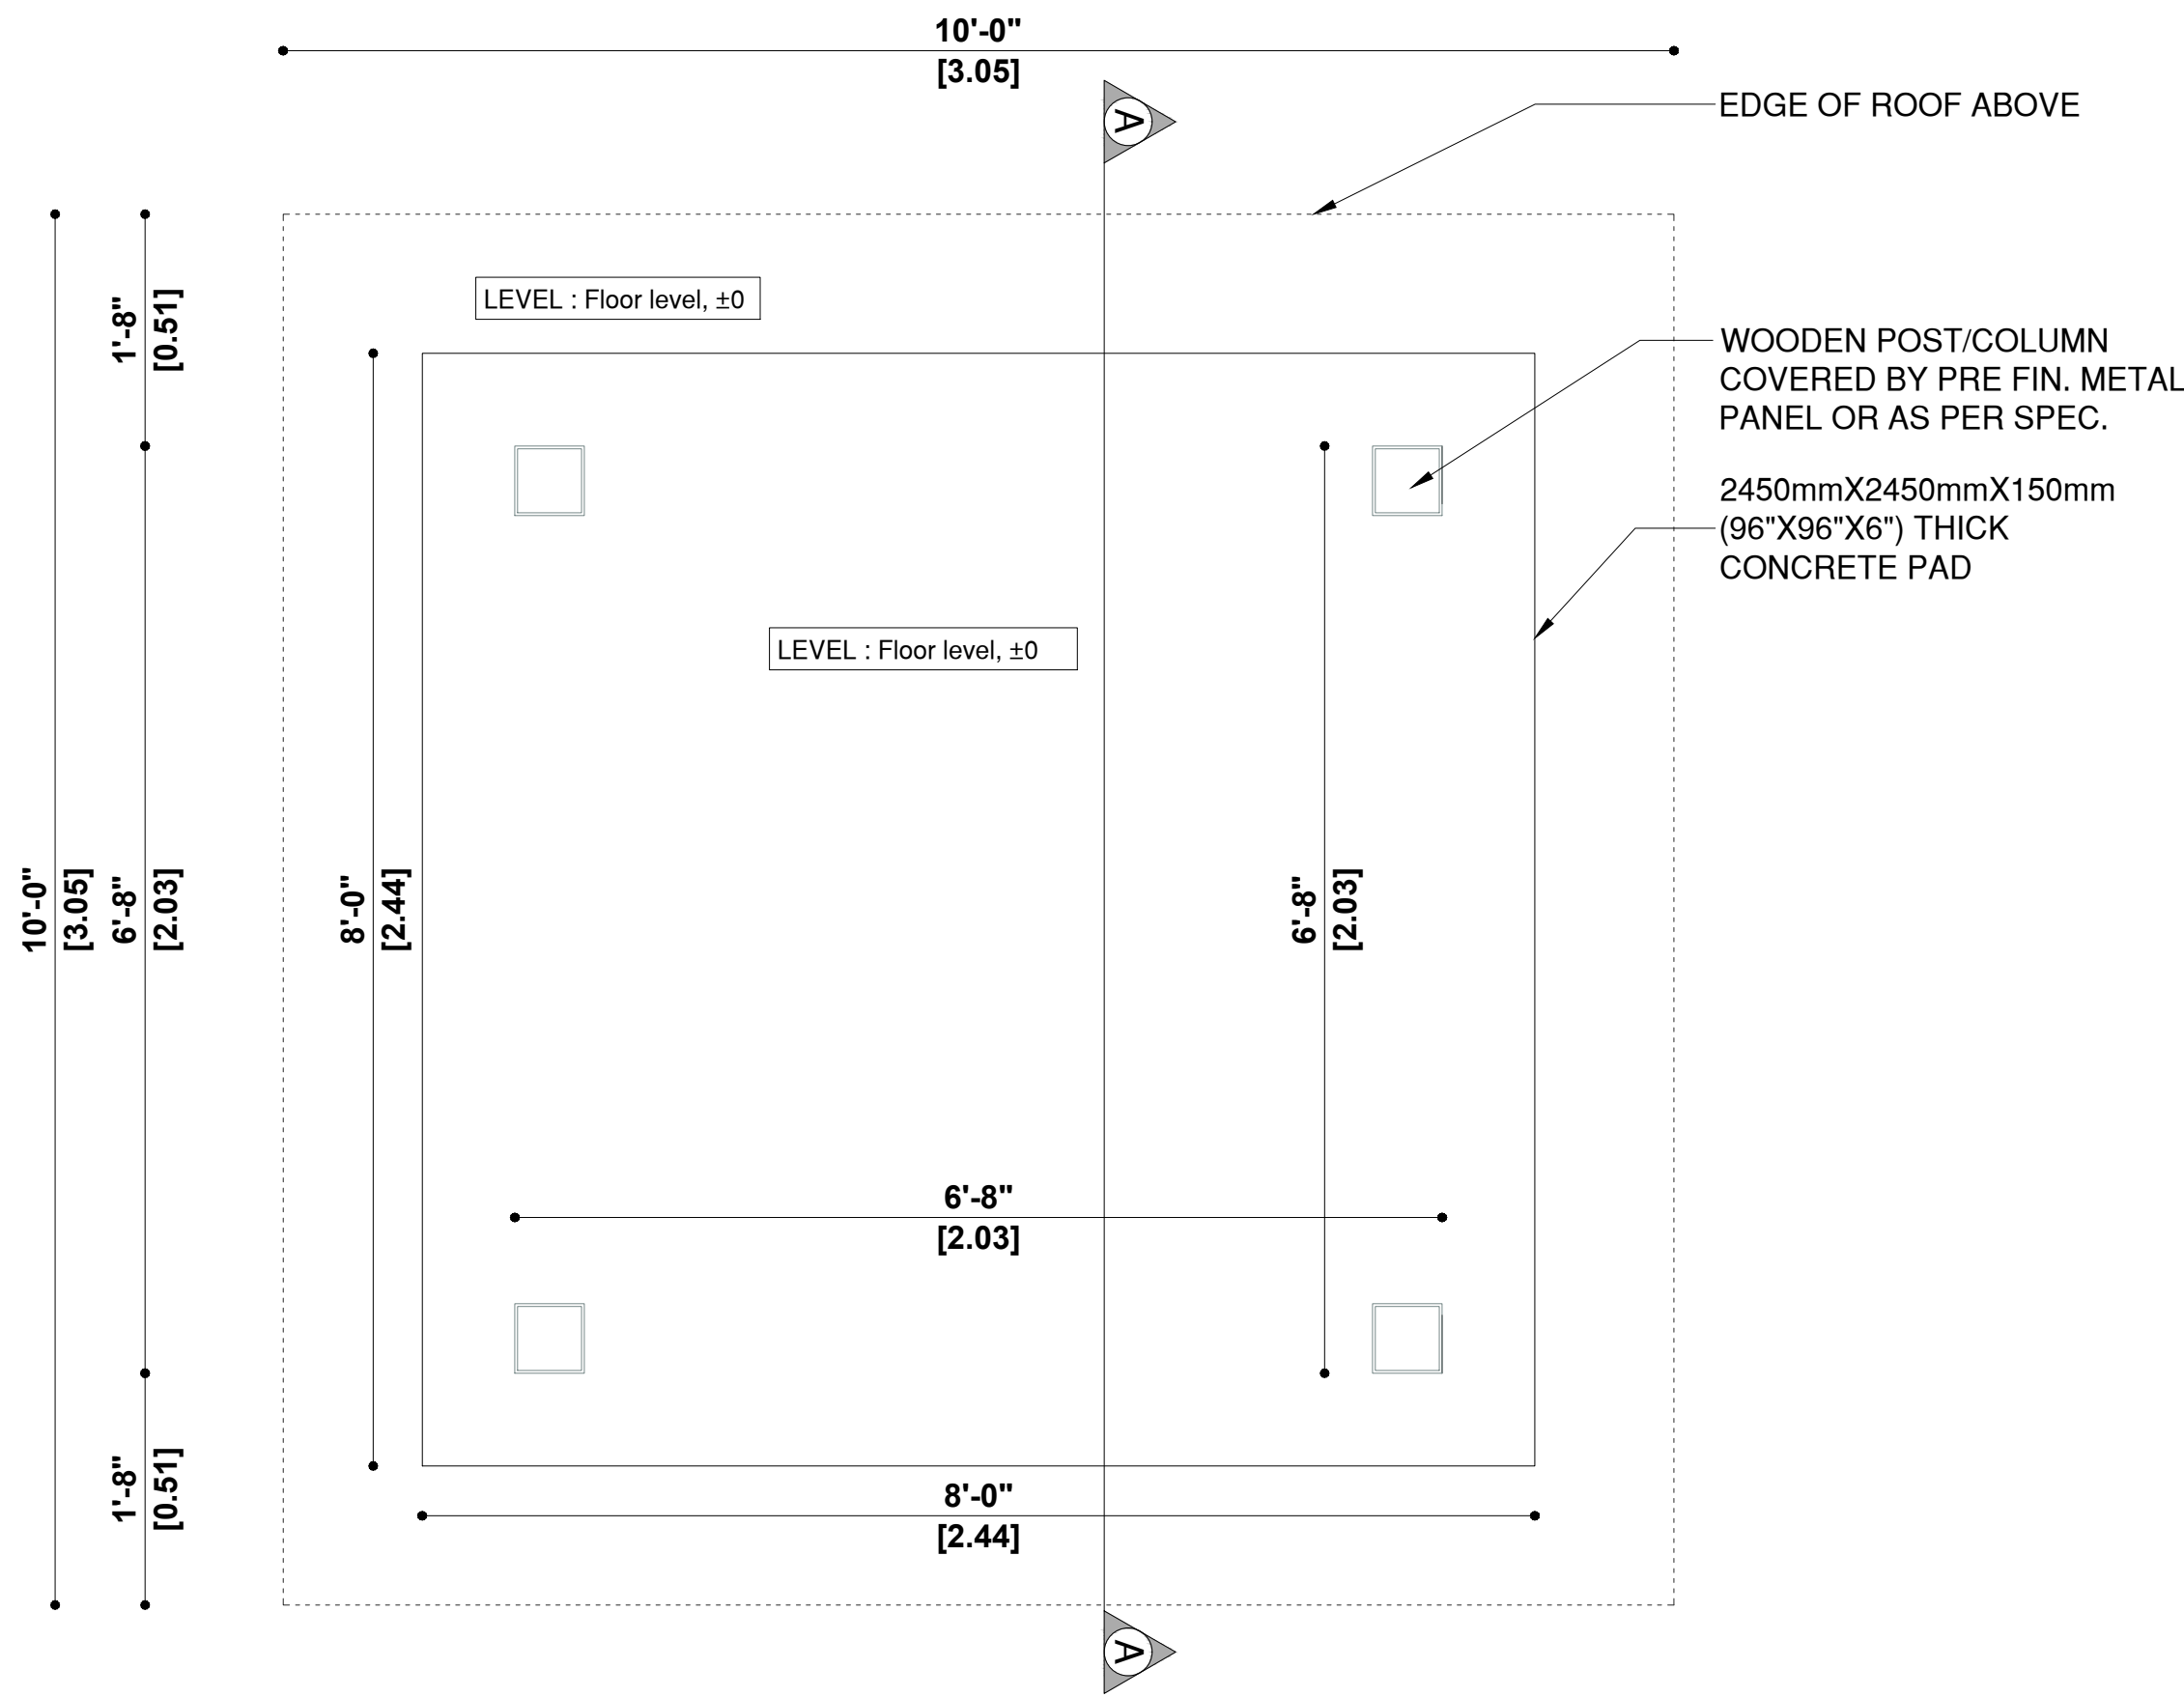 10'-0"
[3.05]
A
EDGE OF ROOF ABOVE
LEVEL : Floor level, ±0
1'-8"
[0.51]
WOODEN POST/COLUMN
COVERED BY PRE FIN. METAL
PANEL OR AS PER SPEC.
2450mmX2450mmX150mm
(96"X96"X6") THICK
CONCRETE PAD
LEVEL : Floor level, ±0
10'-0"
[3.05]
6'-8"
[2.03]
8'-0"
[2.44]
6'-8"
[2.03]
6'-8"
[2.03]
1'-8"
[0.51]
8'-0"
[2.44]
A